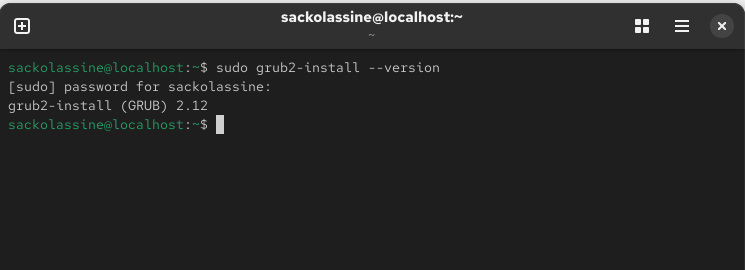 sackolassine@localhost:~
~
sackolassine@localhost:~$ sudo grub2-install --version
[sudo] password for sackolassine:
grub2-install (GRUB) 2.12
sackolassine@localhost:~$